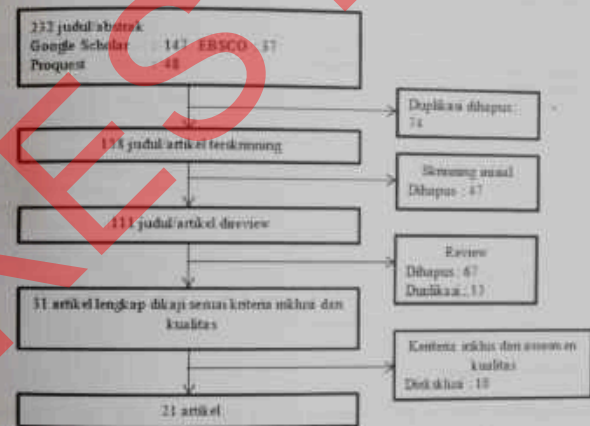 232 judul/abstrak
Google Scholar : 147 EBSCO : 37
Proquest : 48
Duplikasi dihapus :
74
158 judul/artikel terskrinning
Skrining awal
Dihapus : 47
111 judul/artikel direview
Review
Dihapus : 67
Duplikasi : 13
31 artikel lengkap dikaji sesuai kriteria inklusi dan
kualitas
Kriteria inklusi dan assesmen
kualitas
Diekslusi : 10
21 artikel